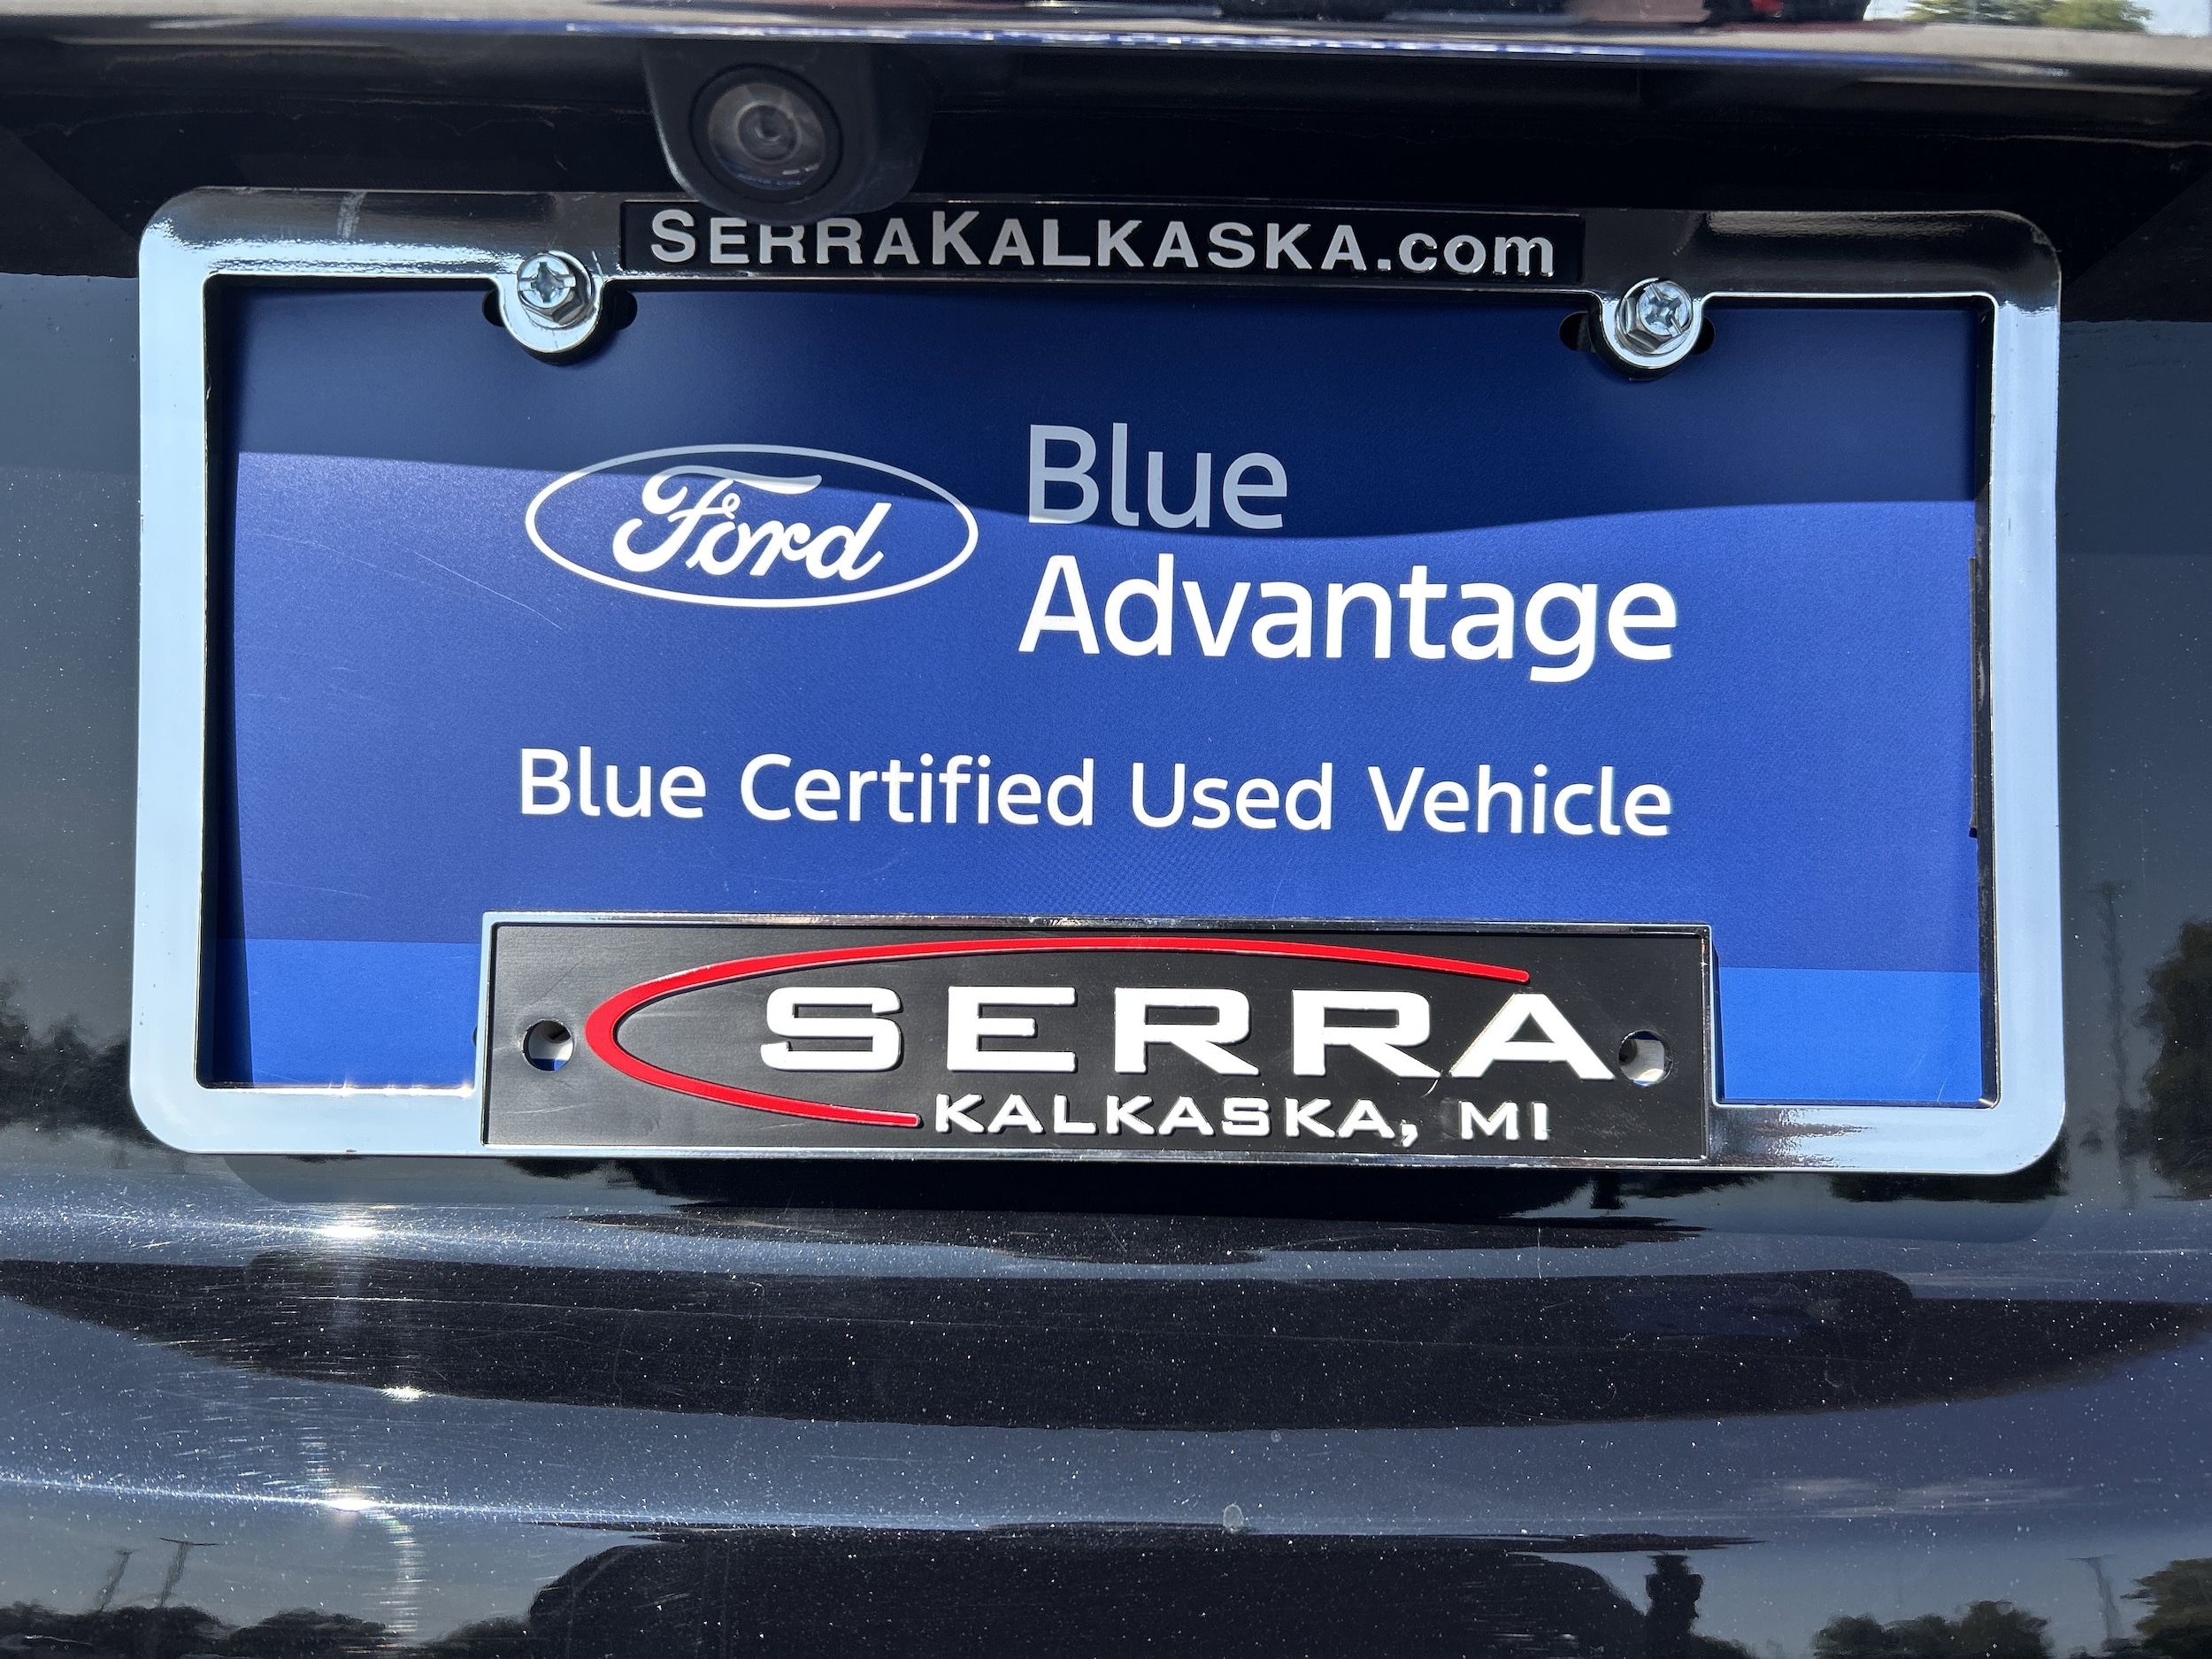 SERRAKALKASKA.com
Ford
Blue
Advantage
Blue Certified Used Vehicle
SERRA
KALKASKA, MI